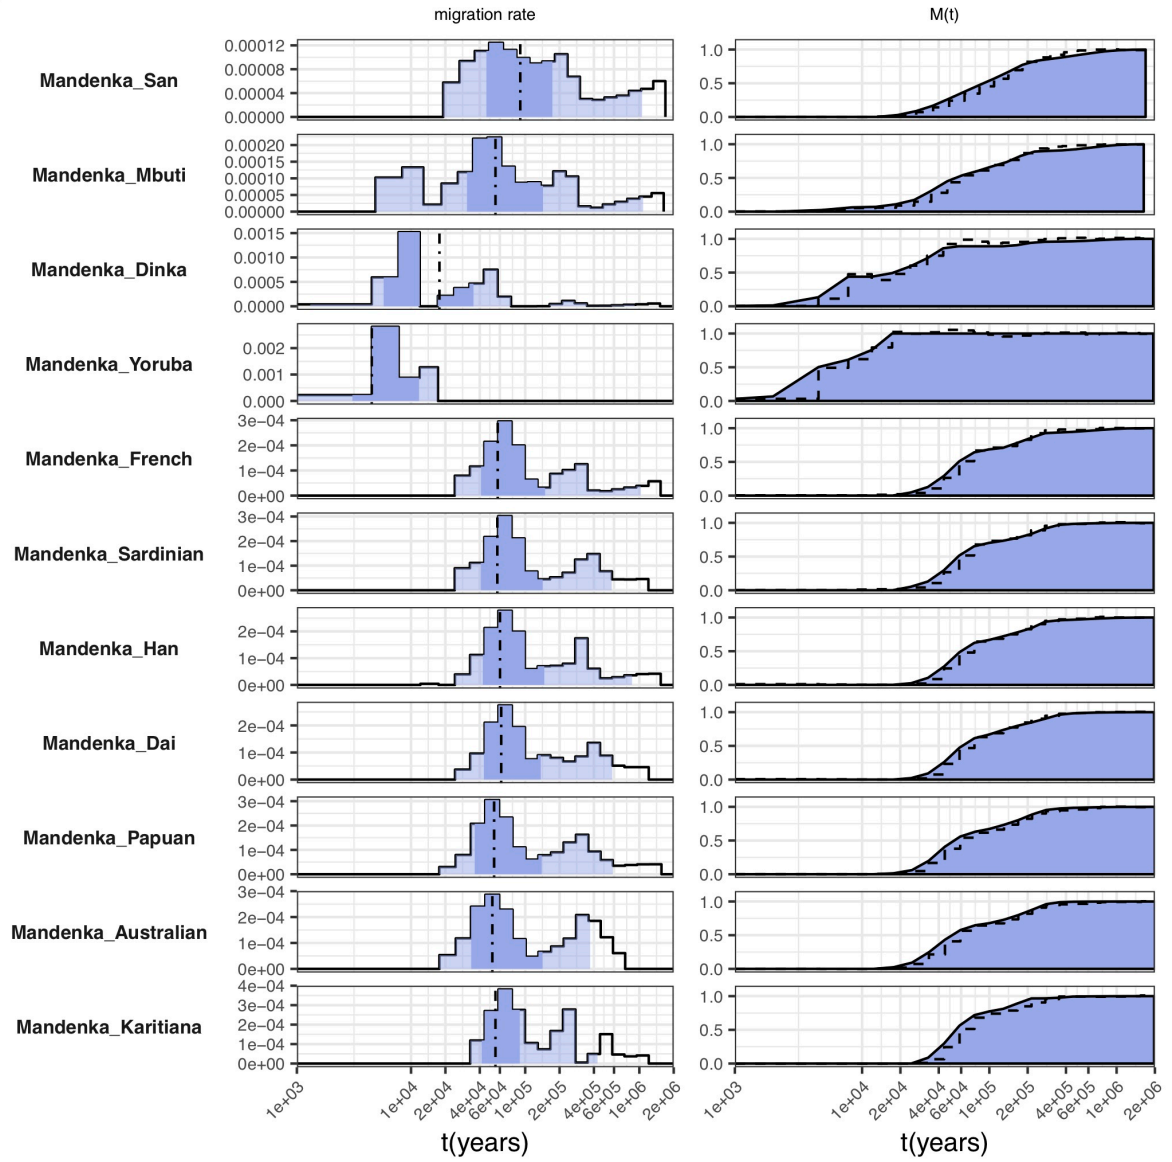 migration rate M(t)
Mandenka_San
0.00012
0.00008
0.00004
0.00000
1.0
0.5
0.0
Mandenka_Mbuti
0.00020
0.00015
0.00010
0.00005
0.00000
1.0
0.5
0.0
Mandenka_Dinka
0.0015
0.0010
0.0005
0.0000
1.0
0.5
0.0
Mandenka_Yoruba
0.002
0.001
0.000
1.0
0.5
0.0
Mandenka_French
3e−04
2e−04
1e−04
0e+00
1.0
0.5
0.0
Mandenka_Sardinian
3e−04
2e−04
1e−04
0e+00
1.0
0.5
0.0
Mandenka_Han
2e−04
1e−04
0e+00
1.0
0.5
0.0
Mandenka_Dai
2e−04
1e−04
0e+00
1.0
0.5
0.0
Mandenka_Papuan
3e−04
2e−04
1e−04
0e+00
1.0
0.5
0.0
Mandenka_Australian
3e−04
2e−04
1e−04
0e+00
1.0
0.5
0.0
Mandenka_Karitiana
4e−04
3e−04
2e−04
1e−04
0e+00
1.0
0.5
0.0
1e+03 1e+04 2e+04 4e+04 6e+04 1e+05 2e+05 4e+05 6e+05 1e+06 2e+06
1e+03 1e+04 2e+04 4e+04 6e+04 1e+05 2e+05 4e+05 6e+05 1e+06 2e+06
t(years) t(years)